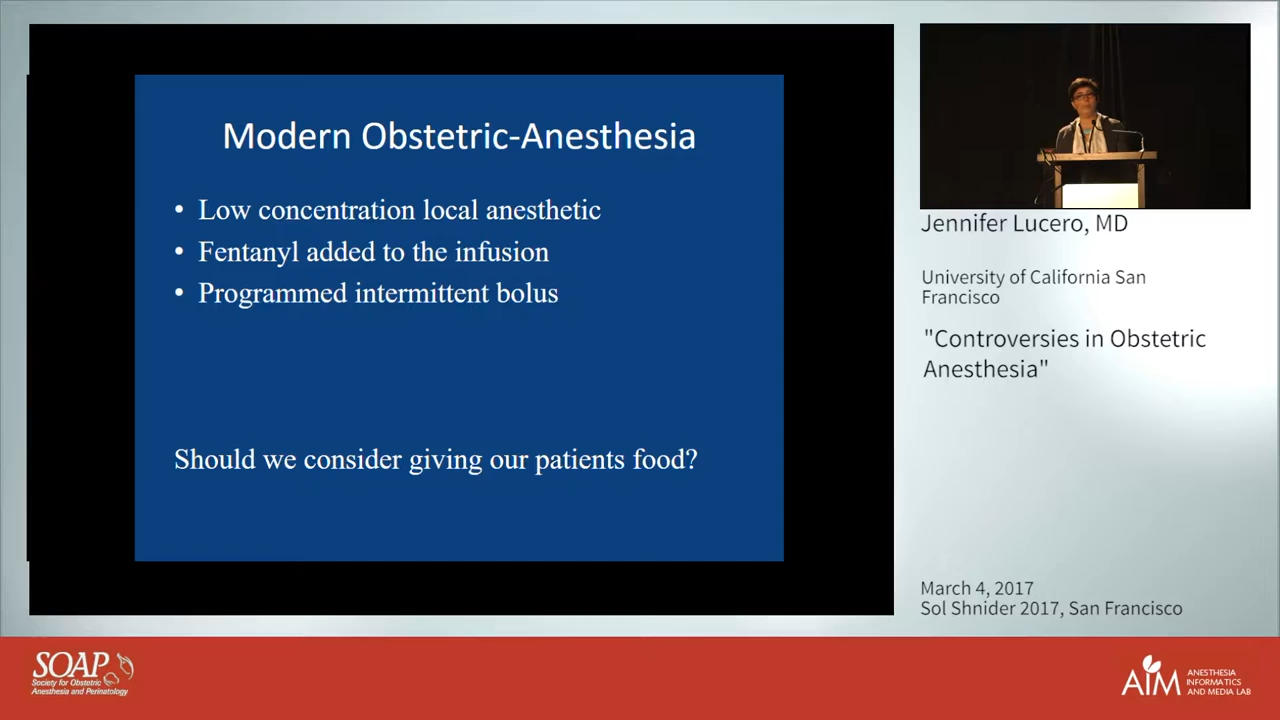 Modern Obstetric-Anesthesia
• Low concentration local anesthetic
• Fentanyl added to the infusion
• Programmed intermittent bolus
Should we consider giving our patients food?
Jennifer Lucero, MD
University of California San
Francisco
"Controversies in Obstetric
Anesthesia"
March 4, 2017
Sol Shnider 2017, San Francisco
SOAP
Society for Obstetric
Anesthesia and Perinatology
AIM
ANESTHESIA
INFORMATICS
AND MEDIA LAB